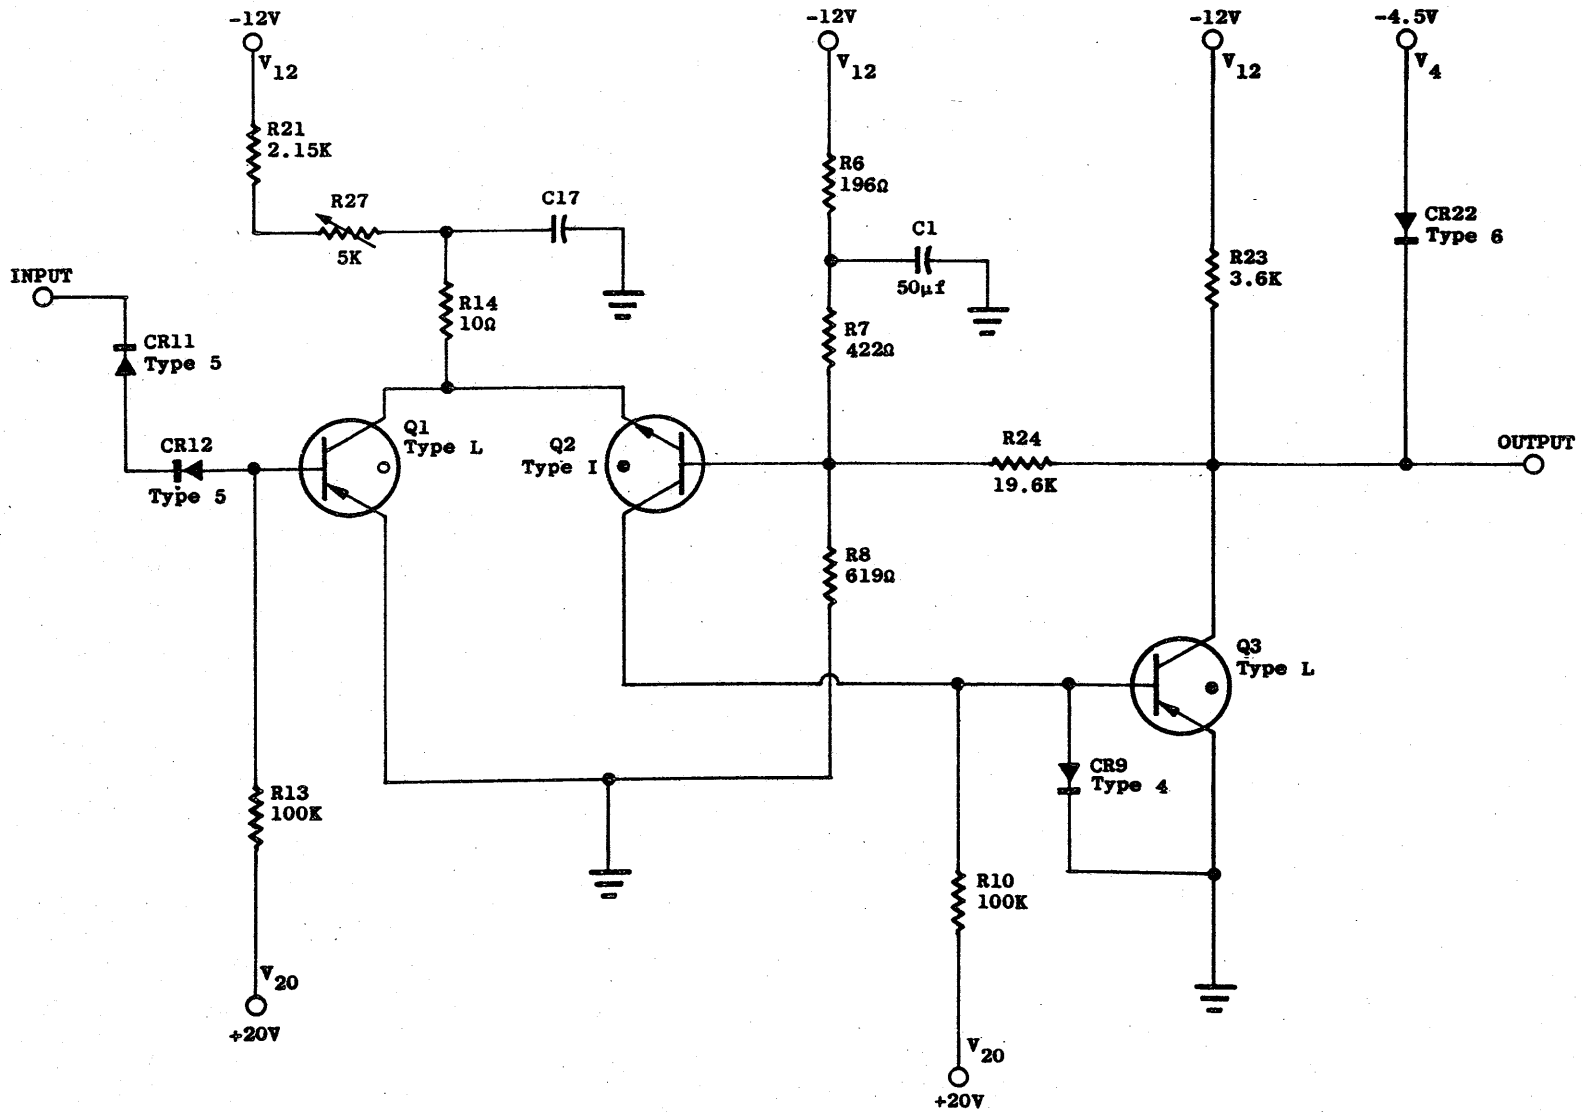 -12V
V12
-12V
V12
-12V
V12
-4.5V
V4
R21
2.15K
R27
5K
C17
R14
10Ω
R6
196Ω
C1
50μf
R7
422Ω
R23
3.6K
CR22
Type 6
INPUT
CR11
Type 5
CR12
Type 5
Q1
Type L
Q2
Type I
R24
19.6K
OUTPUT
R8
619Ω
Q3
Type L
CR9
Type 4
R13
100K
R10
100K
V20
+20V
V20
+20V